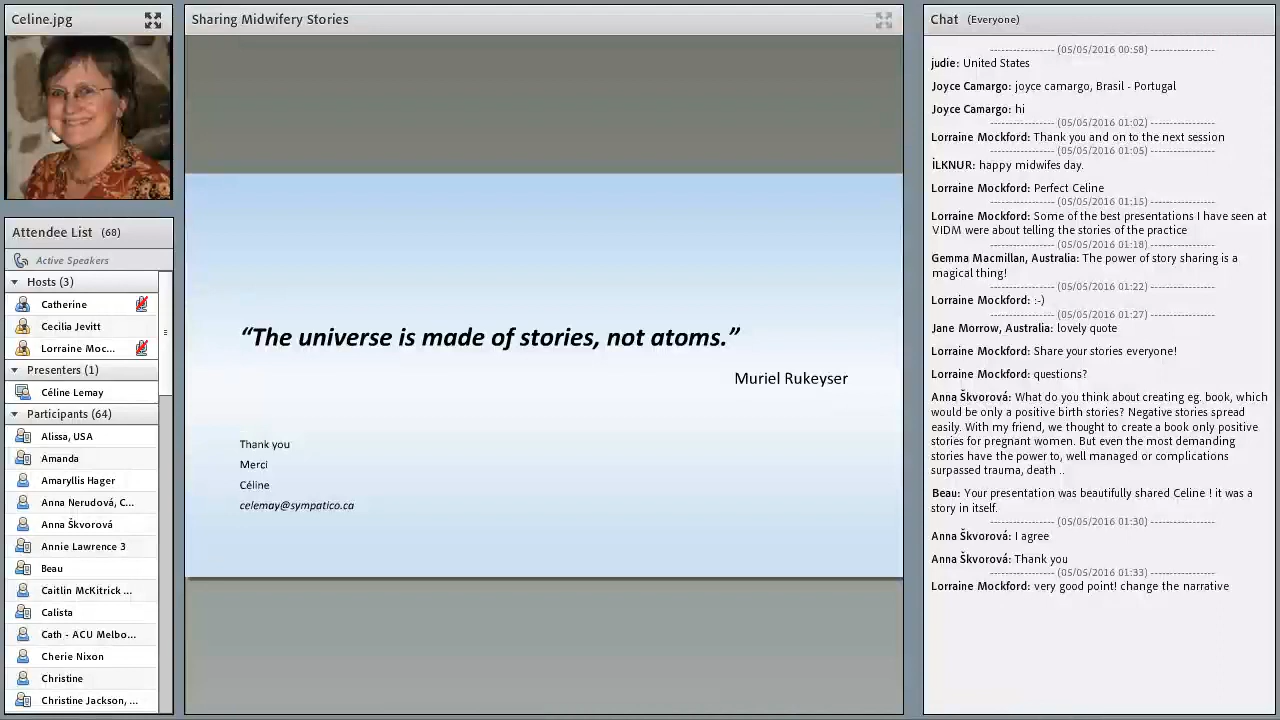 Celine.jpg
Attendee List (68)
Active Speakers
Hosts (3)
Catherine
Cecilia Jevitt
Lorraine Moc...
Presenters (1)
Céline Lemay
Participants (64)
Alissa, USA
Amanda
Amaryllis Hager
Anna Nerudová, C...
Anna Škvorová
Annie Lawrence 3
Beau
Caitlin McKitrick ...
Calista
Cath - ACU Melbo...
Cherie Nixon
Christine
Christine Jackson, ...
Sharing Midwifery Stories
“The universe is made of stories, not atoms.”
Muriel Rukeyser
Thank you
Merci
Céline
celemay@sympatico.ca
Chat (Everyone)
------------------ (05/05/2016 00:58) ------------------
judie: United States
Joyce Camargo: joyce camargo, Brasil - Portugal
Joyce Camargo: hi
------------------ (05/05/2016 01:02) ------------------
Lorraine Mockford: Thank you and on to the next session
------------------ (05/05/2016 01:05) ------------------
İLKNUR: happy midwifes day.
Lorraine Mockford: Perfect Celine
------------------ (05/05/2016 01:15) ------------------
Lorraine Mockford: Some of the best presentations I have seen at
VIDM were about telling the stories of the practice
------------------ (05/05/2016 01:18) ------------------
Gemma Macmillan, Australia: The power of story sharing is a
magical thing!
------------------ (05/05/2016 01:22) ------------------
Lorraine Mockford: :-)
------------------ (05/05/2016 01:27) ------------------
Jane Morrow, Australia: lovely quote
Lorraine Mockford: Share your stories everyone!
Lorraine Mockford: questions?
Anna Škvorová: What do you think about creating eg. book, which
would be only a positive birth stories? Negative stories spread
easily. With my friend, we thought to create a book only positive
stories for pregnant women. But even the most demanding
stories have the power to, well managed or complications
surpassed trauma, death ..
Beau: Your presentation was beautifully shared Celine ! it was a
story in itself.
------------------ (05/05/2016 01:30) ------------------
Anna Škvorová: I agree
Anna Škvorová: Thank you
------------------ (05/05/2016 01:33) ------------------
Lorraine Mockford: very good point! change the narrative